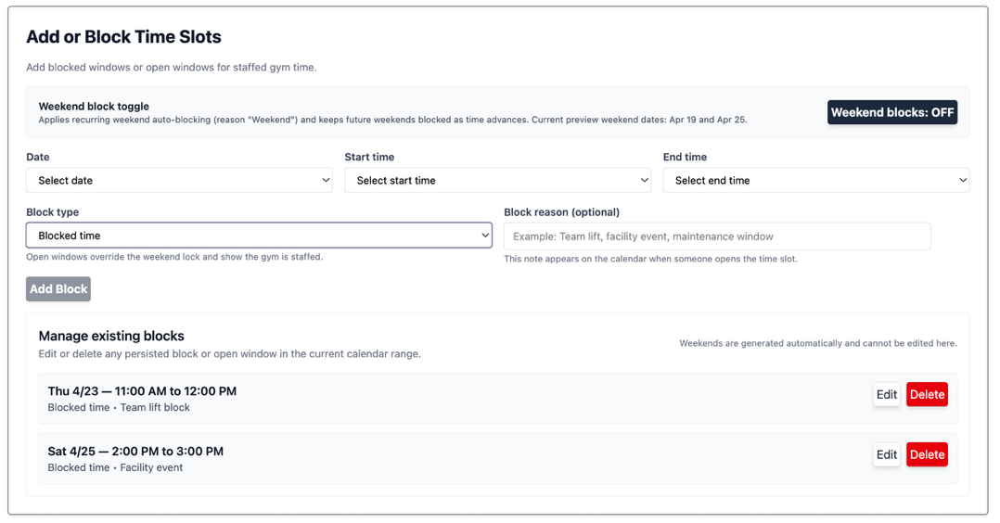 Add or Block Time Slots
Add blocked windows or open windows for staffed gym time.
Weekend block toggle
Applies recurring weekend auto-blocking (reason "Weekend") and keeps future weekends blocked as time advances. Current preview weekend dates: Apr 19 and Apr 25.
Weekend blocks: OFF
Date
Start time
End time
Select date
Select start time
Select end time
Block type
Block reason (optional)
Blocked time
Example: Team lift, facility event, maintenance window
Open windows override the weekend lock and show the gym is staffed.
This note appears on the calendar when someone opens the time slot.
Add Block
Manage existing blocks
Edit or delete any persisted block or open window in the current calendar range.
Weekends are generated automatically and cannot be edited here.
Thu 4/23 — 11:00 AM to 12:00 PM
Blocked time • Team lift block
Edit
Delete
Sat 4/25 — 2:00 PM to 3:00 PM
Blocked time • Facility event
Edit
Delete